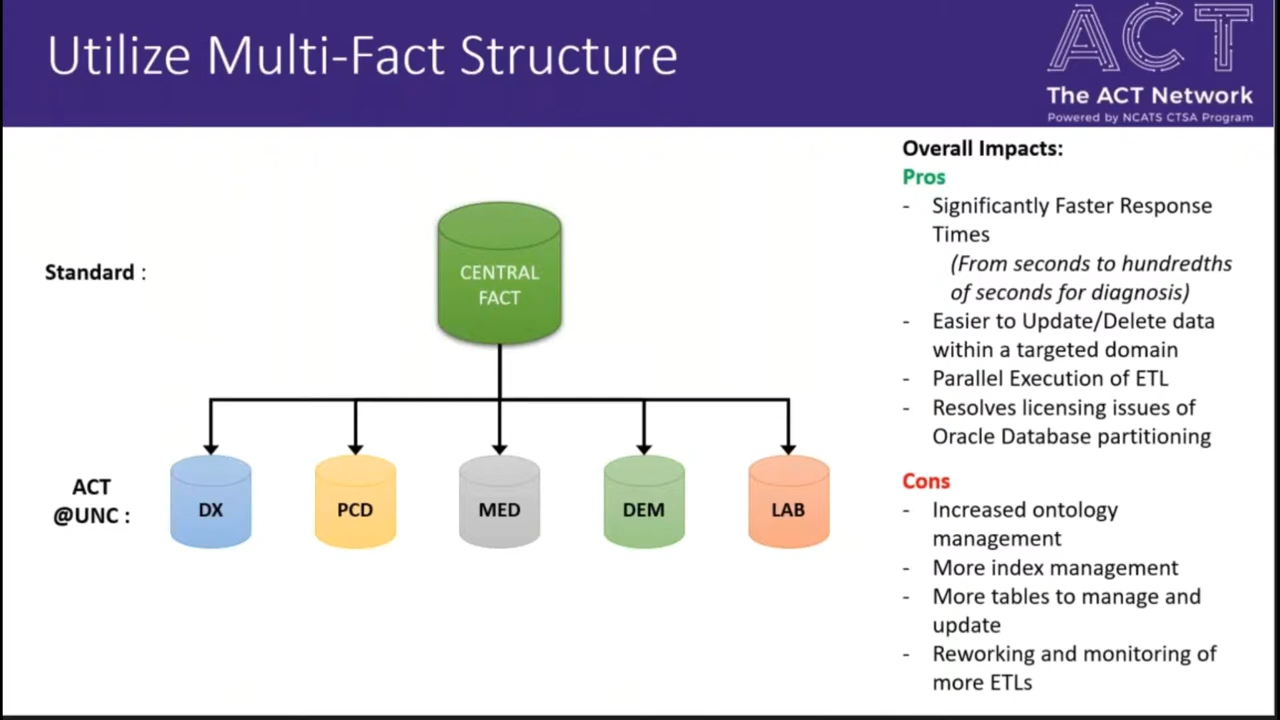 Utilize Multi-Fact Structure
ACT
The ACT Network
Powered by NCATS CTSA Program
Standard :
CENTRAL
FACT
ACT
@UNC :
DX
PCD
MED
DEM
LAB
Overall Impacts:
Pros
- Significantly Faster Response
Times
(From seconds to hundredths
of seconds for diagnosis)
- Easier to Update/Delete data
within a targeted domain
- Parallel Execution of ETL
- Resolves licensing issues of
Oracle Database partitioning
Cons
- Increased ontology
management
- More index management
- More tables to manage and
update
- Reworking and monitoring of
more ETLs